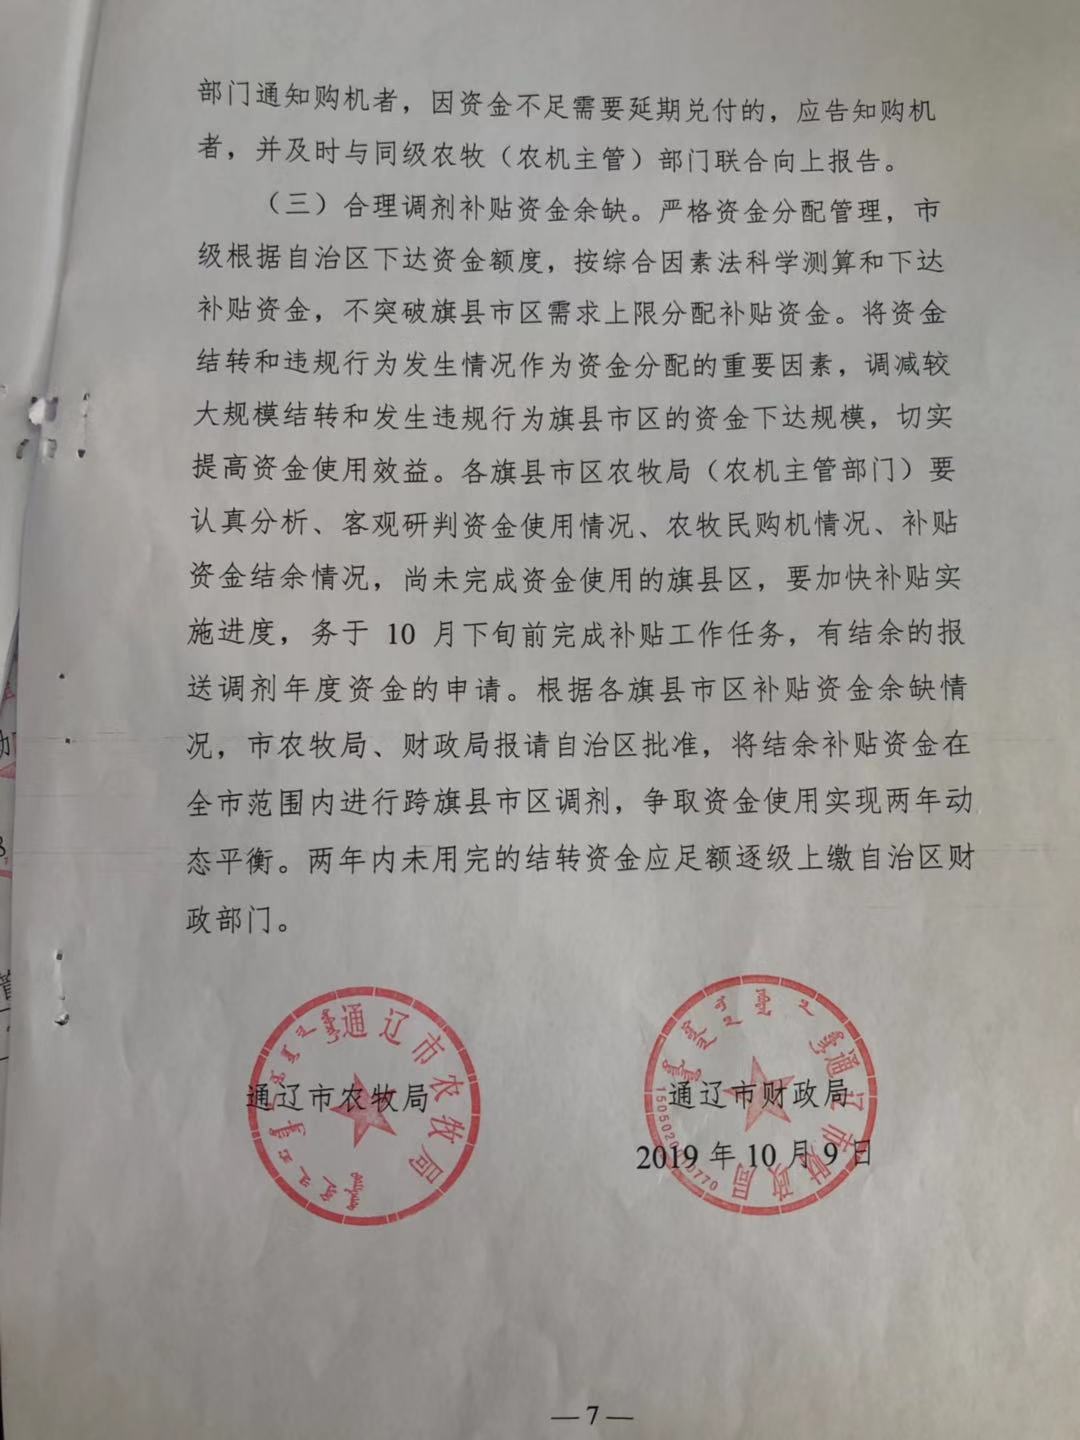 部门通知购机者，因资金不足需要延期兑付的，应告知购机
者，并及时与同级农牧（农机主管）部门联合向上报告。
（三）合理调剂补贴资金余缺。严格资金分配管理，市
级根据自治区下达资金额度，按综合因素法科学测算和下达
补贴资金，不突破旗县市区需求上限分配补贴资金。将资金
结转和违规行为发生情况作为资金分配的重要因素，调减较
大规模结转和发生违规行为旗县市区的资金下达规模，切实
提高资金使用效益。各旗县市区农牧局（农机主管部门）要
认真分析、客观研判资金使用情况、农牧民购机情况、补贴
资金结余情况，尚未完成资金使用的旗县区，要加快补贴实
施进度，务于 10 月下旬前完成补贴工作任务，有结余的报
送调剂年度资金的申请。根据各旗县市区补贴资金余缺情
况，市农牧局、财政局报请自治区批准，将结余补贴资金在
全市范围内进行跨旗县市区调剂，争取资金使用实现两年动
态平衡。两年内未用完的结转资金应足额逐级上缴自治区财
政部门。
通辽市农牧局
通辽市农牧局
通辽市财政局
通辽市财政局
2019 年 10 月 9 日
—7—